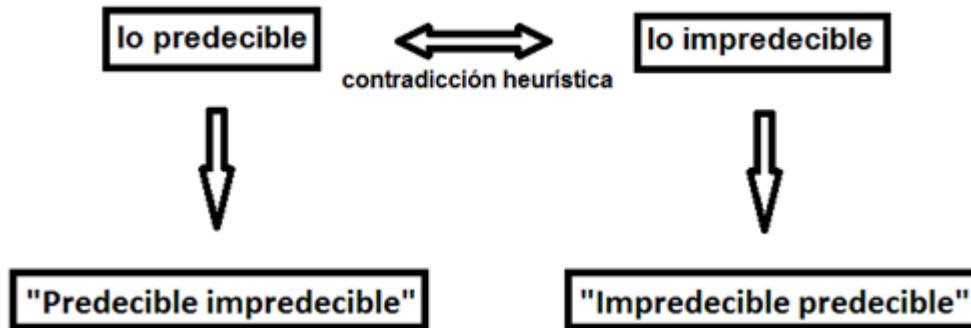 lo predecible
lo impredecible
contradicción heurística
"Predecible impredecible"
"Impredecible predecible"